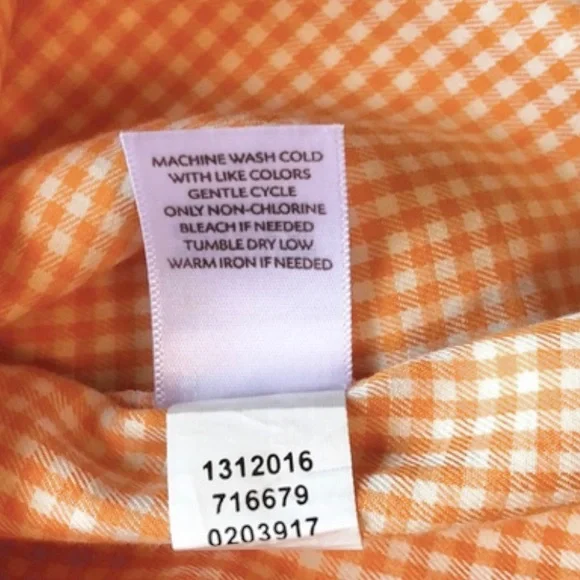 MACHINE WASH COLD
WITH LIKE COLORS
GENTLE CYCLE
ONLY NON-CHLORINE
BLEACH IF NEEDED
TUMBLE DRY LOW
WARM IRON IF NEEDED
1312016
716679
0203917